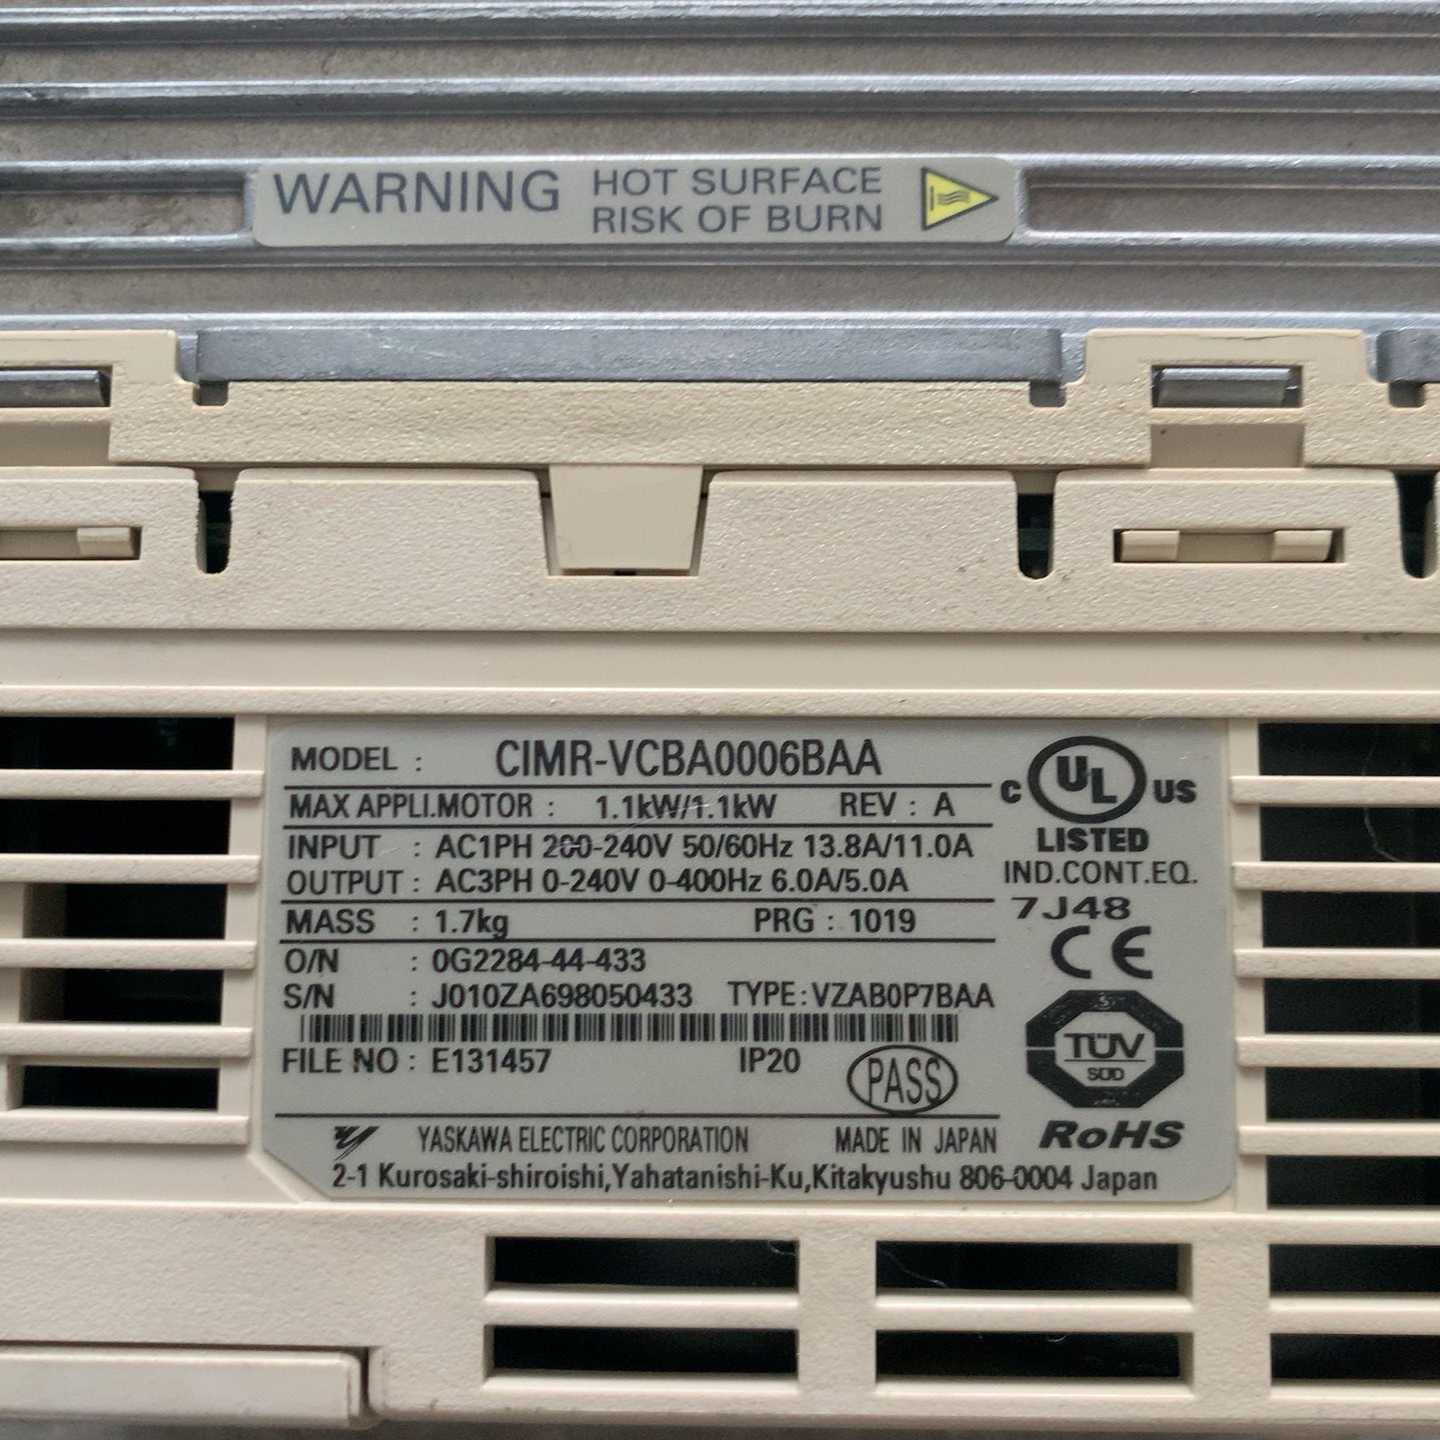 WARNING HOT SURFACE
RISK OF BURN
MODEL : CIMR-VCBA0006BAA
MAX APPLI.MOTOR : 1.1kW/1.1kW REV : A
INPUT : AC1PH 200-240V 50/60Hz 13.8A/11.0A
OUTPUT : AC3PH 0-240V 0-400Hz 6.0A/5.0A
MASS : 1.7kg PRG : 1019
O/N : 0G2284-44-433
S/N : J010ZA698050433 TYPE : VZAB0P7BAA
FILE NO : E131457 IP20 PASS
YASKAWA ELECTRIC CORPORATION MADE IN JAPAN
2-1 Kurosaki-shiroishi,Yahatanishi-Ku,Kitakyushu 806-0004 Japan
C UL US
LISTED
IND.CONT.EQ.
7J48
CE
TÜV
SÜD
RoHS